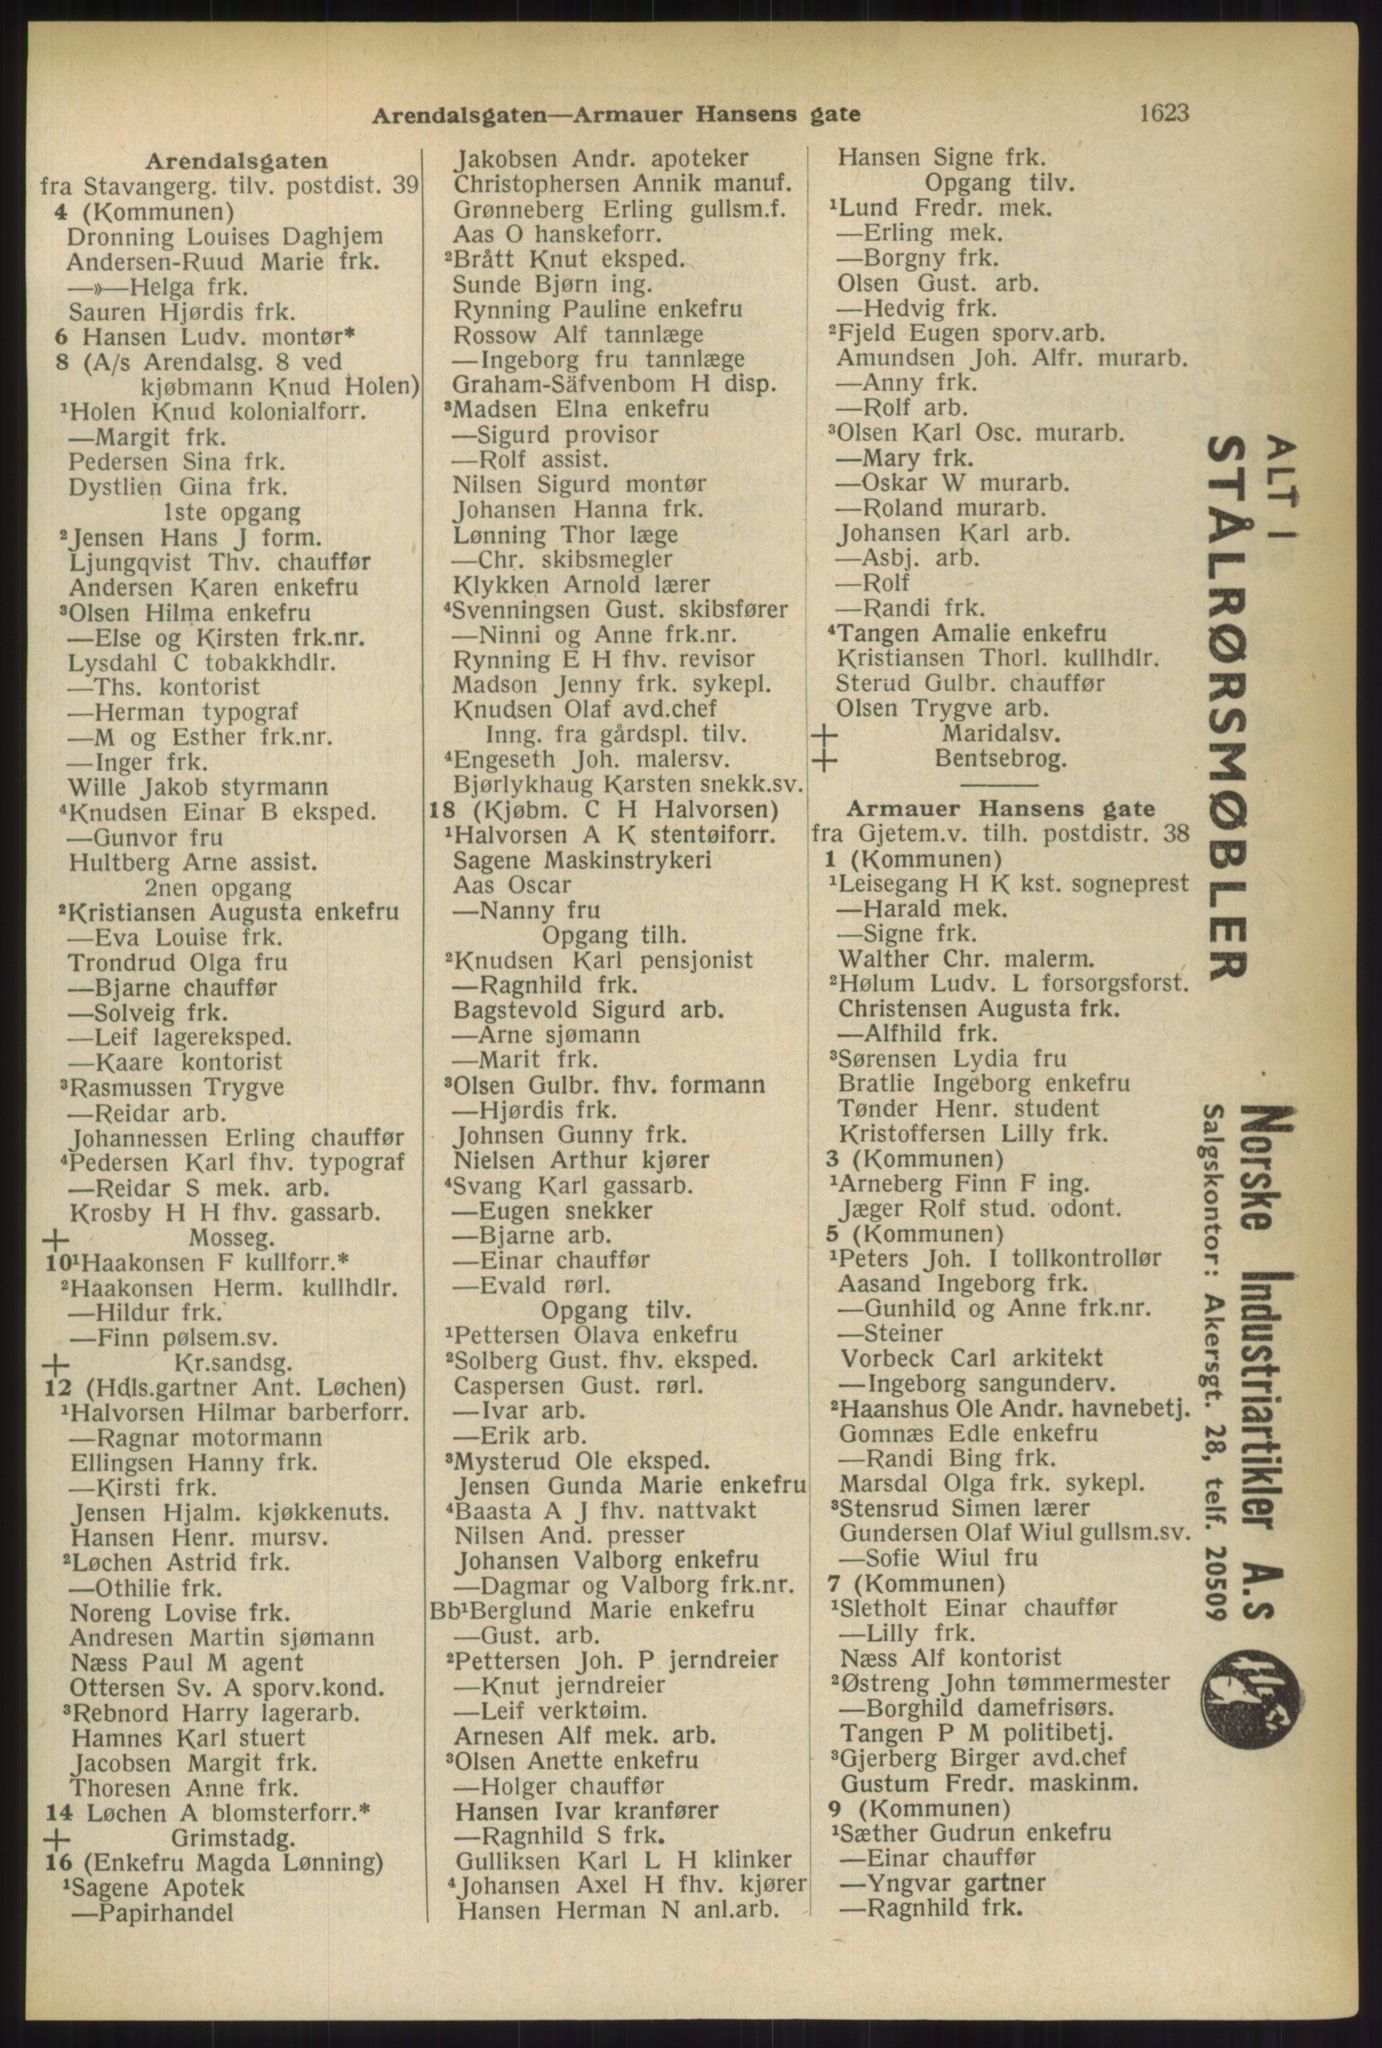 Arendalsgaten—Armauer Hansens gate 1623
Arendalsgaten
fra Stavangerg. tilv. postdist. 39
4 (Kommunen)
Dronning Louises Daghjem
Andersen-Ruud Marie frk.
—»—Helga frk.
Sauren Hjørdis frk.
6 Hansen Ludv. montør*
8 (A/s Arendalsg. 8 ved
kjøbmann Knud Holen)
¹Holen Knud kolonialforr.
—Margit frk.
Pedersen Sina frk.
Dystlien Gina frk.
1ste opgang
²Jensen Hans J form.
Ljungqvist Thv. chauffør
Andersen Karen enkefru
³Olsen Hilma enkefru
—Else og Kirsten frk.nr.
Lysdahl C tobakkhdlr.
—Ths. kontorist
—Herman typograf
—M og Esther frk.nr.
—Inger frk.
Wille Jakob styrmann
⁴Knudsen Einar B eksped.
—Gunvor fru
Hultberg Arne assist.
2nen opgang
²Kristiansen Augusta enkefru
—Eva Louise frk.
Trondrud Olga fru
—Bjarne chauffør
—Solveig frk.
—Leif lagereksped.
—Kaare kontorist
³Rasmussen Trygve
—Reidar arb.
Johannessen Erling chauffør
⁴Pedersen Karl fhv. typograf
—Reidar S mek. arb.
Krosby H H fhv. gassarb.
+ Mosseg.
10¹Haakonsen F kullforr.*
²Haakonsen Herm. kullhdlr.
—Hildur frk.
—Finn pølsem.sv.
+ Kr.sandsg.
12 (Hdls.gartner Ant. Løchen)
¹Halvorsen Hilmar barberforr.
—Ragnar motormann
Ellingsen Hanny frk.
—Kirsti frk.
Jensen Hjalm. kjøkkenuts.
Hansen Henr. mursv.
²Løchen Astrid frk.
—Othilie frk.
Noreng Lovise frk.
Andresen Martin sjømann
Næss Paul M agent
Ottersen Sv. A sporv.kond.
³Rebnord Harry lagerarb.
Hamnes Karl stuert
Jacobsen Margit frk.
Thoresen Anne frk.
14 Løchen A blomsterforr.*
+ Grimstadg.
16 (Enkefru Magda Lønning)
¹Sagene Apotek
—Papirhandel
Jakobsen Andr. apoteker
Christophersen Annik manuf.
Grønneberg Erling gullsm.f.
Aas O hanskeforr.
²Brått Knut eksped.
Sunde Bjørn ing.
Rynning Pauline enkefru
Rossow Alf tannlæge
—Ingeborg fru tannlæge
Graham-Säfvenbom H disp.
³Madsen Elna enkefru
—Sigurd provisor
—Rolf assist.
Nilsen Sigurd montør
Johansen Hanna frk.
Lønning Thor læge
—Chr. skibsmegler
Klykken Arnold lærer
⁴Svenningsen Gust. skibsfører
—Ninni og Anne frk.nr.
Rynning E H fhv. revisor
Madson Jenny frk. sykepl.
Knudsen Olaf avd.chef
Inng. fra gårdspl. tilv.
⁴Engeseth Joh. malersv.
Bjørlykhaug Karsten snekk.sv.
18 (Kjøbm. C H Halvorsen)
¹Halvorsen A K stentøiforr.
Sagene Maskinstrykeri
Aas Oscar
—Nanny fru
Opgang tilh.
²Knudsen Karl pensjonist
—Ragnhild frk.
Bagstevold Sigurd arb.
—Arne sjømann
—Marit frk.
³Olsen Gulbr. fhv. formann
—Hjørdis frk.
Johnsen Gunny frk.
Nielsen Arthur kjører
⁴Svang Karl gassarb.
—Eugen snekker
—Bjarne arb.
—Einar chauffør
—Evald rørl.
Opgang tilv.
¹Pettersen Olava enkefru
²Solberg Gust. fhv. eksped.
Caspersen Gust. rørl.
—Ivar arb.
—Erik arb.
³Mysterud Ole eksped.
Jensen Gunda Marie enkefru
⁴Baasta A J fhv. nattvakt
Nilsen And. presser
Johansen Valborg enkefru
—Dagmar og Valborg frk.nr.
Bb¹Berglund Marie enkefru
—Gust. arb.
²Pettersen Joh. P jerndreier
—Knut jerndreier
—Leif verktøim.
Arnesen Alf mek. arb.
³Olsen Anette enkefru
—Holger chauffør
Hansen Ivar kranfører
—Ragnhild S frk.
Gulliksen Karl L H klinker
⁴Johansen Axel H fhv. kjører
Hansen Herman N anl.arb.
Hansen Signe frk.
Opgang tilv.
¹Lund Fredr. mek.
—Erling mek.
—Borgny frk.
Olsen Gust. arb.
—Hedvig frk.
²Fjeld Eugen sporv.arb.
Amundsen Joh. Alfr. murarb.
—Anny frk.
—Rolf arb.
³Olsen Karl Osc. murarb.
—Mary frk.
—Oskar W murarb.
—Roland murarb.
Johansen Karl arb.
—Asbj. arb.
—Rolf
—Randi frk.
⁴Tangen Amalie enkefru
Kristiansen Thorl. kullhdlr.
Sterud Gulbr. chauffør
Olsen Trygve arb.
+ Maridalsv.
+ Bentsebrog.
Armauer Hansens gate
fra Gjetem.v. tilh. postdistr. 38
1 (Kommunen)
¹Leisegang H K kst. sogneprest
—Harald mek.
—Signe frk.
Walther Chr. malerm.
²Hølum Ludv. L forsorgsforst.
Christensen Augusta frk.
—Alfhild frk.
³Sørensen Lydia fru
Bratlie Ingeborg enkefru
Tønder Henr. student
Kristoffersen Lilly frk.
3 (Kommunen)
¹Arneberg Finn F ing.
Jæger Rolf stud. odont.
5 (Kommunen)
¹Peters Joh. I tollkontrollør
Aasand Ingeborg frk.
—Gunhild og Anne frk.nr.
—Steiner
Vorbeck Carl arkitekt
—Ingeborg sangunderv.
²Haanshus Ole Andr. havnebetj.
Gomnæs Edle enkefru
—Randi Bing frk.
Marsdal Olga frk. sykepl.
³Stensrud Simen lærer
Gundersen Olaf Wiul gullsm.sv.
—Sofie Wiul fru
7 (Kommunen)
¹Sletholt Einar chauffør
—Lilly frk.
Næss Alf kontorist
²Østreng John tømmermester
—Borghild damefrisørs.
Tangen P M politibetj.
³Gjerberg Birger avd.chef
Gustum Fredr. maskinm.
9 (Kommunen)
¹Sæther Gudrun enkefru
—Einar chauffør
—Yngvar gartner
—Ragnhild frk.
ALT I
STÅLRØRSMØBLER
Norske Industriartikler A.s
Salgskontor: Akersgt. 28, telf. 20509